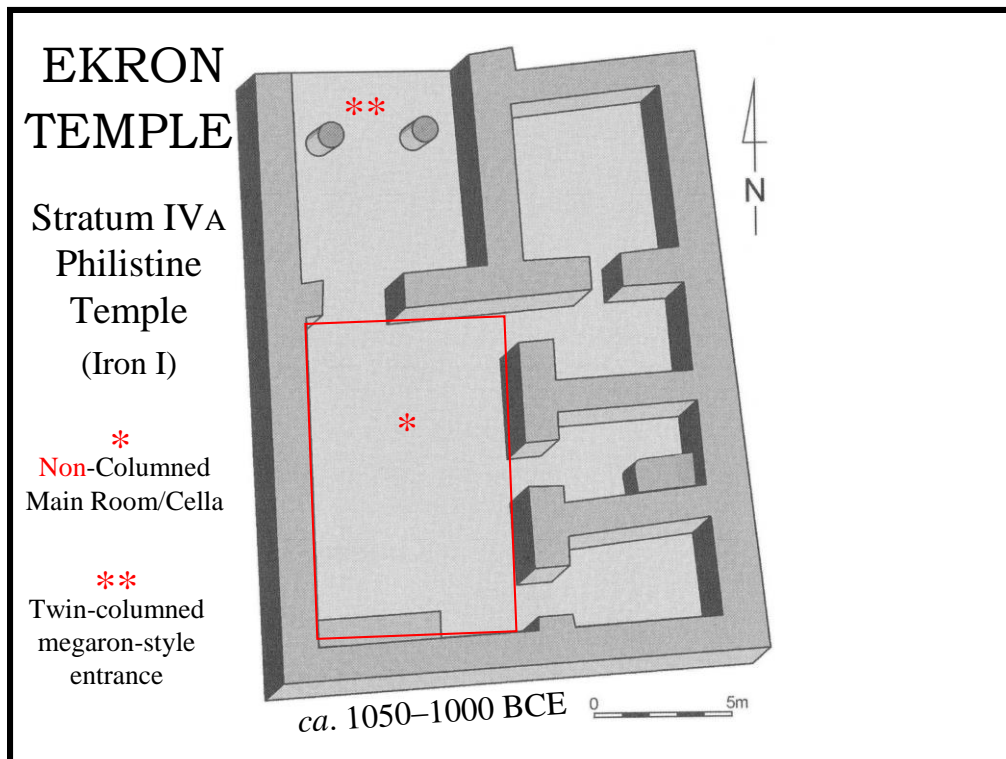 EKRON
TEMPLE
Stratum IVA
Philistine
Temple
(Iron I)
*
Non-Columned
Main Room/Cella
**
Twin-columned
megaron-style
entrance
**
*
N
ca. 1050–1000 BCE
0 5m